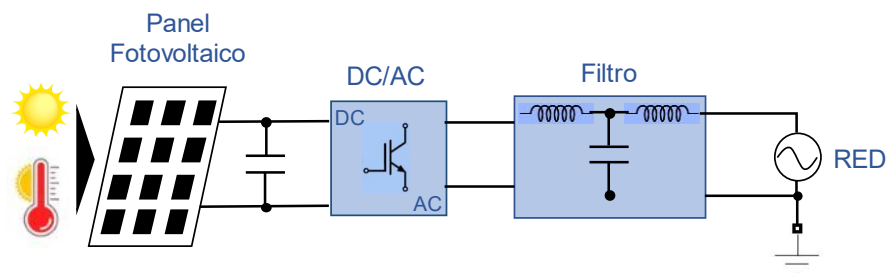 Panel
Fotovoltaico
DC/AC
Filtro
DC
AC
RED